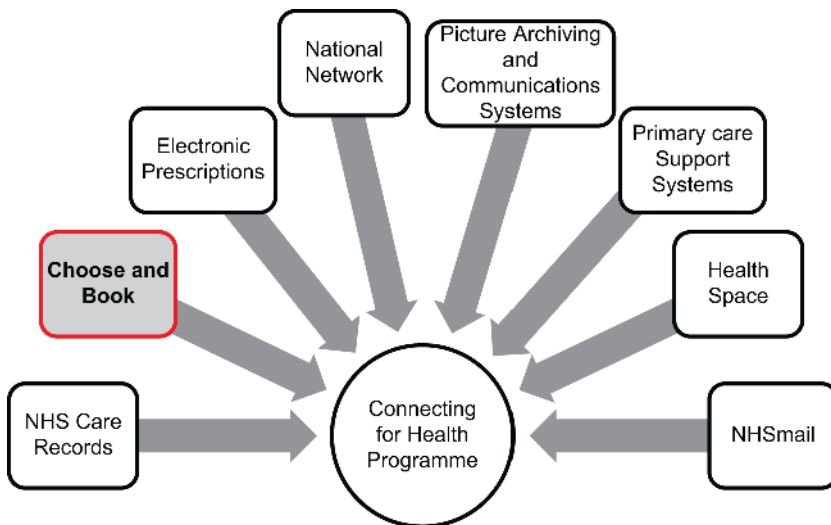 National
Network
Picture Archiving
and
Communications
Systems
Electronic
Prescriptions
Primary care
Support
Systems
Choose and
Book
Health
Space
NHS Care
Records
Connecting
for Health
Programme
NHSmail